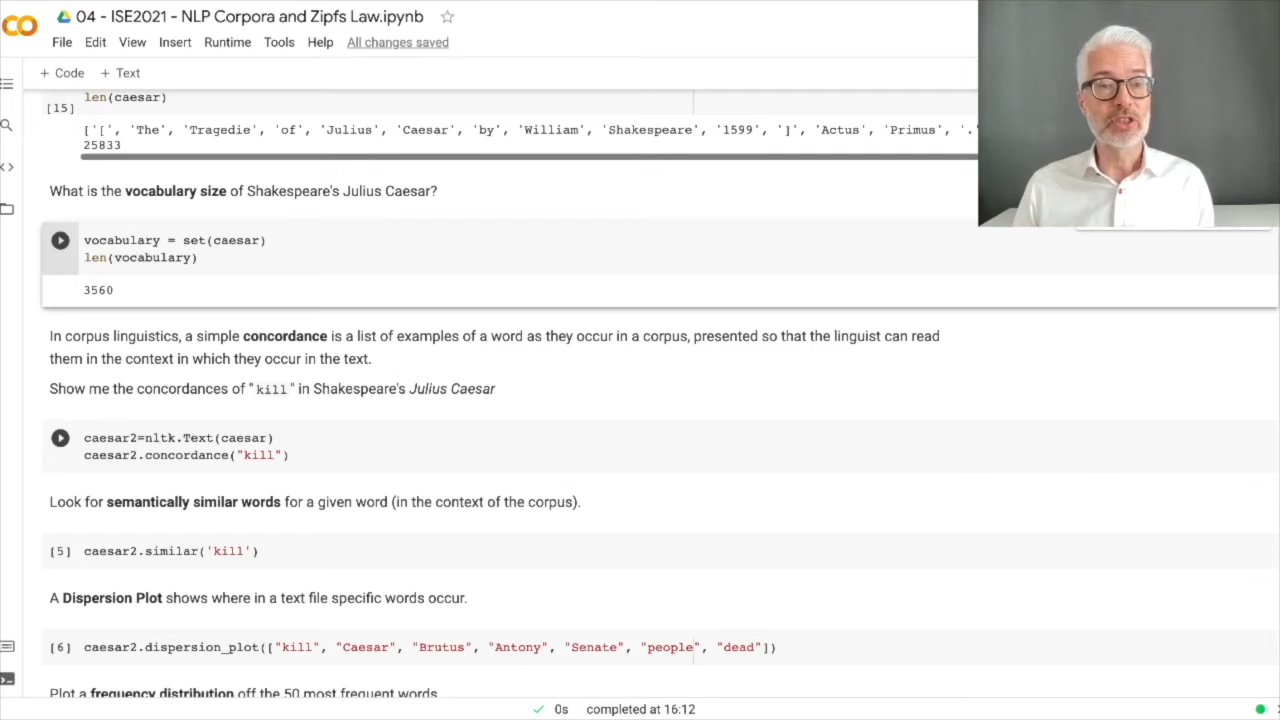 04 - ISE2021 - NLP Corpora and Zipfs Law.ipynb
File Edit View Insert Runtime Tools Help All changes saved
+ Code + Text
len(caesar)
[15]
['[', 'The', 'Tragedie', 'of', 'Julius', 'Caesar', 'by', 'William', 'Shakespeare', '1599', ']', 'Actus', 'Primus', '.'
25833
What is the vocabulary size of Shakespeare's Julius Caesar?
vocabulary = set(caesar)
len(vocabulary)
3560
In corpus linguistics, a simple concordance is a list of examples of a word as they occur in a corpus, presented so that the linguist can read
them in the context in which they occur in the text.
Show me the concordances of "kill" in Shakespeare's Julius Caesar
caesar2=nltk.Text(caesar)
caesar2.concordance("kill")
Look for semantically similar words for a given word (in the context of the corpus).
[5] caesar2.similar('kill')
A Dispersion Plot shows where in a text file specific words occur.
[6] caesar2.dispersion_plot(["kill", "Caesar", "Brutus", "Antony", "Senate", "people", "dead"])
Plot a frequency distribution off the 50 most frequent words
0s completed at 16:12